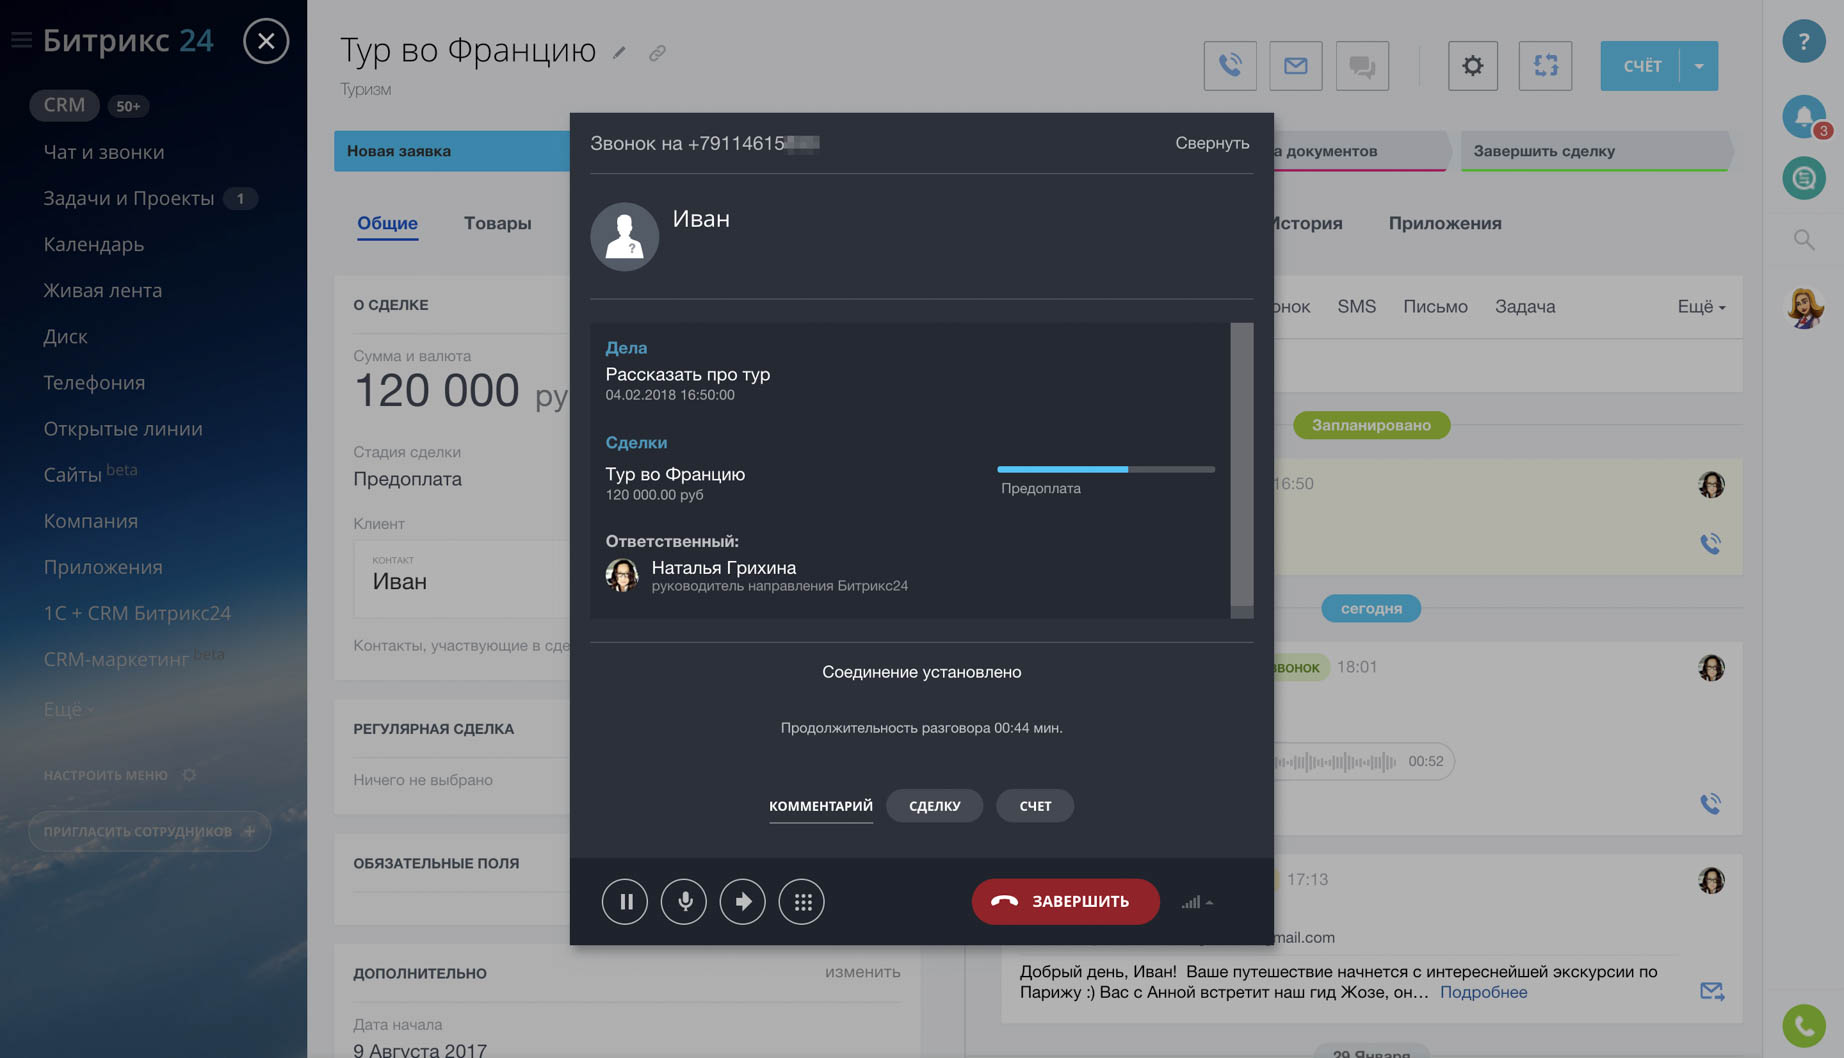 Битрикс 24
CRM 50+
Чат и звонки
Задачи и Проекты 1
Календарь
Живая лента
Диск
Телефония
Открытые линии
Сайты beta
Компания
Приложения
1С + CRM Битрикс24
CRM-маркетинг beta
Ещё
НАСТРОИТЬ МЕНЮ
ПРИГЛАСИТЬ СОТРУДНИКОВ +
Тур во Францию
Туризм
СЧЁТ
Новая заявка
а документов
Завершить сделку
Общие
Товары
История
Приложения
О СДЕЛКЕ
Сумма и валюта
120 000 ру
Стадия сделки
Предоплата
Клиент
КОНТАКТ
Иван
Контакты, участвующие в сде
РЕГУЛЯРНАЯ СДЕЛКА
Ничего не выбрано
ОБЯЗАТЕЛЬНЫЕ ПОЛЯ
ДОПОЛНИТЕЛЬНО
изменить
Дата начала
9 Августа 2017
Звонок на +79114615
Свернуть
Иван
Дела
Рассказать про тур
04.02.2018 16:50:00
Сделки
Тур во Францию
120 000.00 руб
Предоплата
Ответственный:
Наталья Грихина
руководитель направления Битрикс24
Соединение установлено
Продолжительность разговора 00:44 мин.
КОММЕНТАРИЙ
СДЕЛКУ
СЧЕТ
ЗАВЕРШИТЬ
онок
SMS
Письмо
Задача
Ещё
Запланировано
16:50
сегодня
звонок 18:01
00:52
17:13
mail.com
Добрый день, Иван! Ваше путешествие начнется с интереснейшей экскурсии по
Парижу :) Вас с Анной встретит наш гид Жозе, он... Подробнее
29 Января
?
3